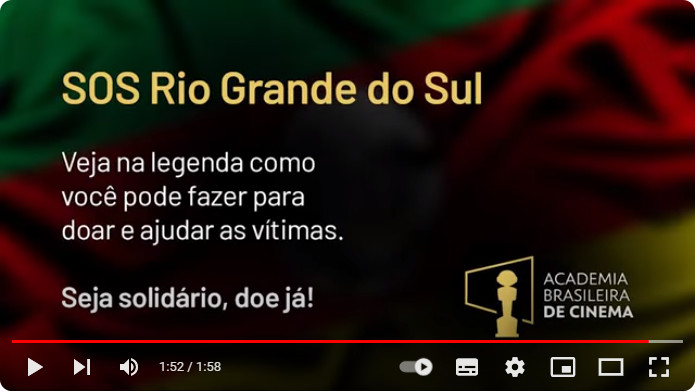 SOS Rio Grande do Sul
Veja na legenda como
você pode fazer para
doar e ajudar as vítimas.
Seja solidário, doe já!
ACADEMIA
BRASILEIRA
DE CINEMA
1:52 / 1:58